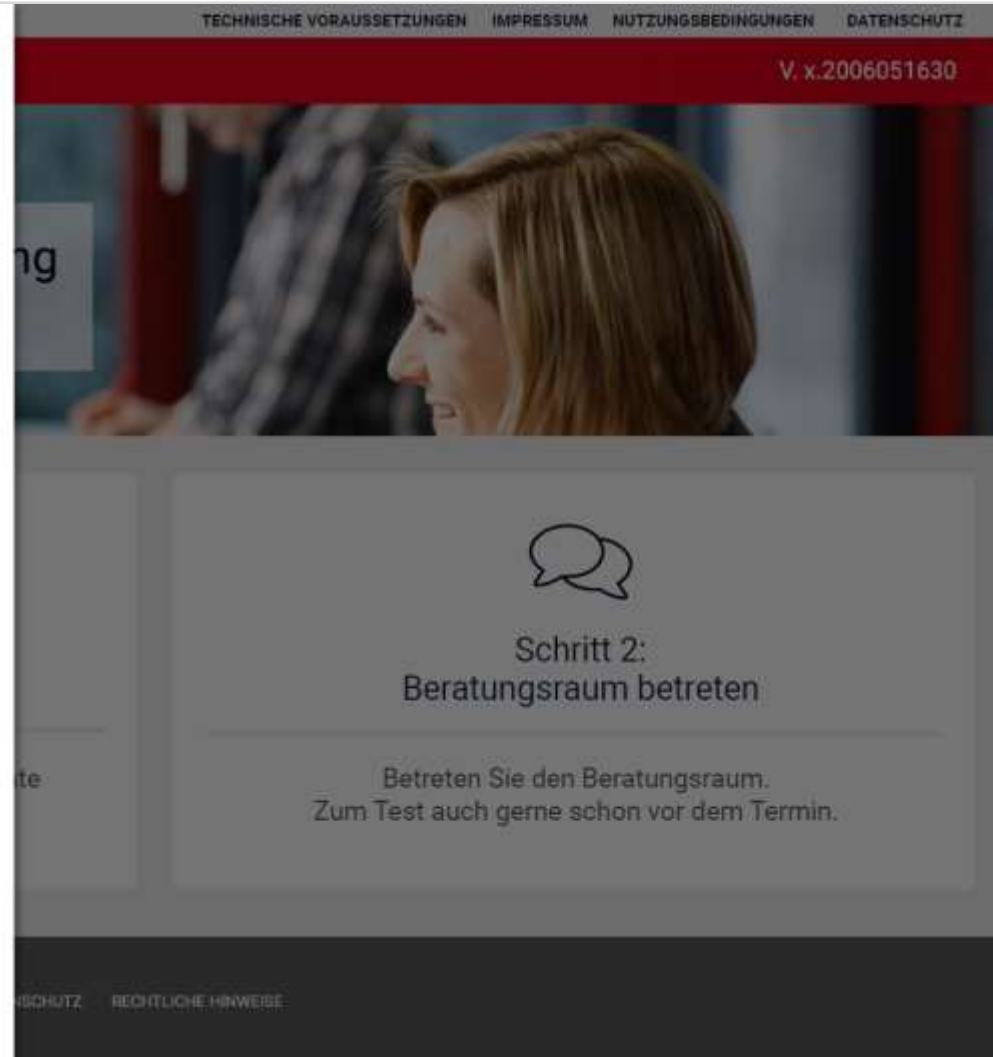 TECHNISCHE VORAUSSETZUNGEN IMPRESSUM NUTZUNGSBEDINGUNGEN DATENSCHUTZ
V. x.2006051630
ng
Schritt 2:
Beratungsraum betreten
te
Betreten Sie den Beratungsraum.
Zum Test auch gerne schon vor dem Termin.
NSCHUTZ RECHTLICHE HINWEISE